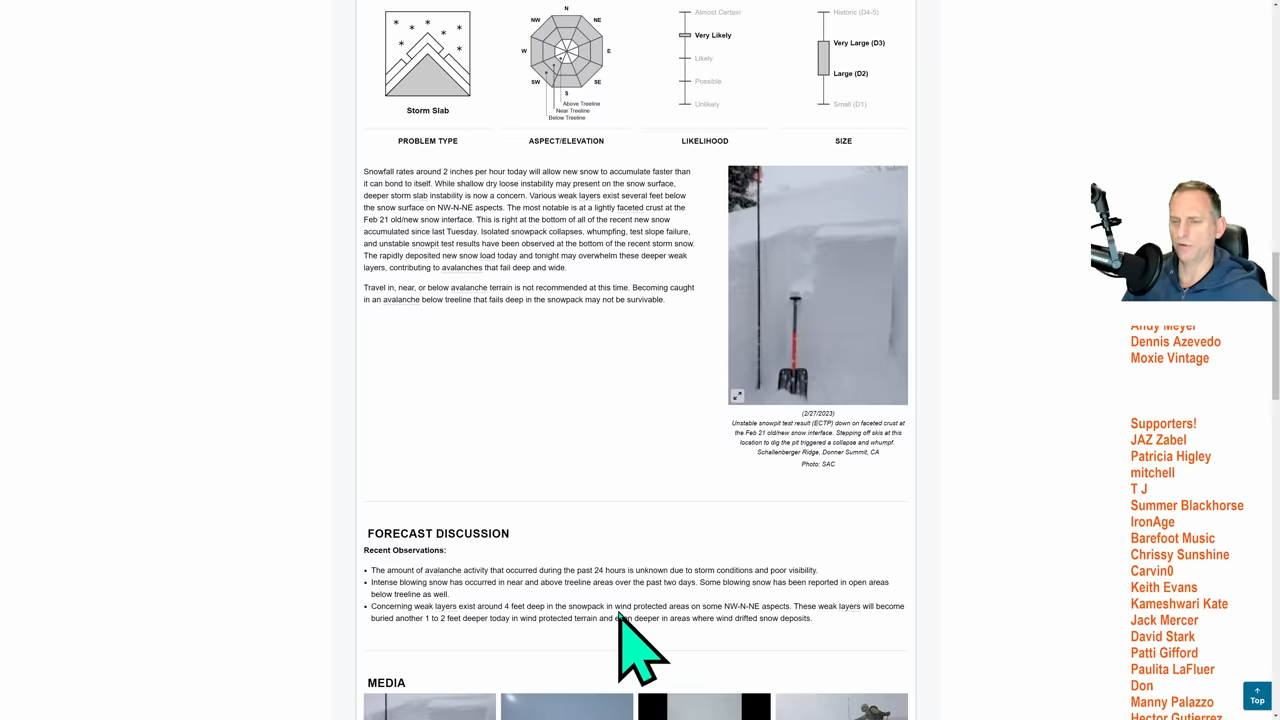 N
NW
NE
W
E
SW
SE
S
Above Treeline
Near Treeline
Below Treeline
Almost Certain
Very Likely
Likely
Possible
Unlikely
Historic (D4-5)
Very Large (D3)
Large (D2)
Small (D1)
Storm Slab
PROBLEM TYPE
ASPECT/ELEVATION
LIKELIHOOD
SIZE
Snowfall rates around 2 inches per hour today will allow new snow to accumulate faster than
it can bond to itself. While shallow dry loose instability may present on the snow surface,
deeper storm slab instability is now a concern. Various weak layers exist several feet below
the snow surface on NW-N-NE aspects. The most notable is at a lightly faceted crust at the
Feb 21 old/new snow interface. This is right at the bottom of all of the recent new snow
accumulated since last Tuesday. Isolated snowpack collapses, whumpfing, test slope failure,
and unstable snowpit test results have been observed at the bottom of the recent storm snow.
The rapidly deposited new snow load today and tonight may overwhelm these deeper weak
layers, contributing to avalanches that fail deep and wide.
Travel in, near, or below avalanche terrain is not recommended at this time. Becoming caught
in an avalanche below treeline that fails deep in the snowpack may not be survivable.
(2/27/2023)
Unstable snowpit test result (ECTP) down on faceted crust at
the Feb 21 old/new snow interface. Stepping off skis at this
location to dig the pit triggered a collapse and whumpf.
Schallenberger Ridge, Donner Summit, CA
Photo: SAC
FORECAST DISCUSSION
Recent Observations:
• The amount of avalanche activity that occurred during the past 24 hours is unknown due to storm conditions and poor visibility.
• Intense blowing snow has occurred in near and above treeline areas over the past two days. Some blowing snow has been reported in open areas
below treeline as well.
• Concerning weak layers exist around 4 feet deep in the snowpack in wind protected areas on some NW-N-NE aspects. These weak layers will become
buried another 1 to 2 feet deeper today in wind protected terrain and even deeper in areas where wind drifted snow deposits.
MEDIA
Andy Meyer
Dennis Azevedo
Moxie Vintage
Supporters!
JAZ Zabel
Patricia Higley
mitchell
T J
Summer Blackhorse
IronAge
Barefoot Music
Chrissy Sunshine
Carvin0
Keith Evans
Kameshwari Kate
Jack Mercer
David Stark
Patti Gifford
Paulita LaFluer
Don
Manny Palazzo
Hector Gutierrez
Top